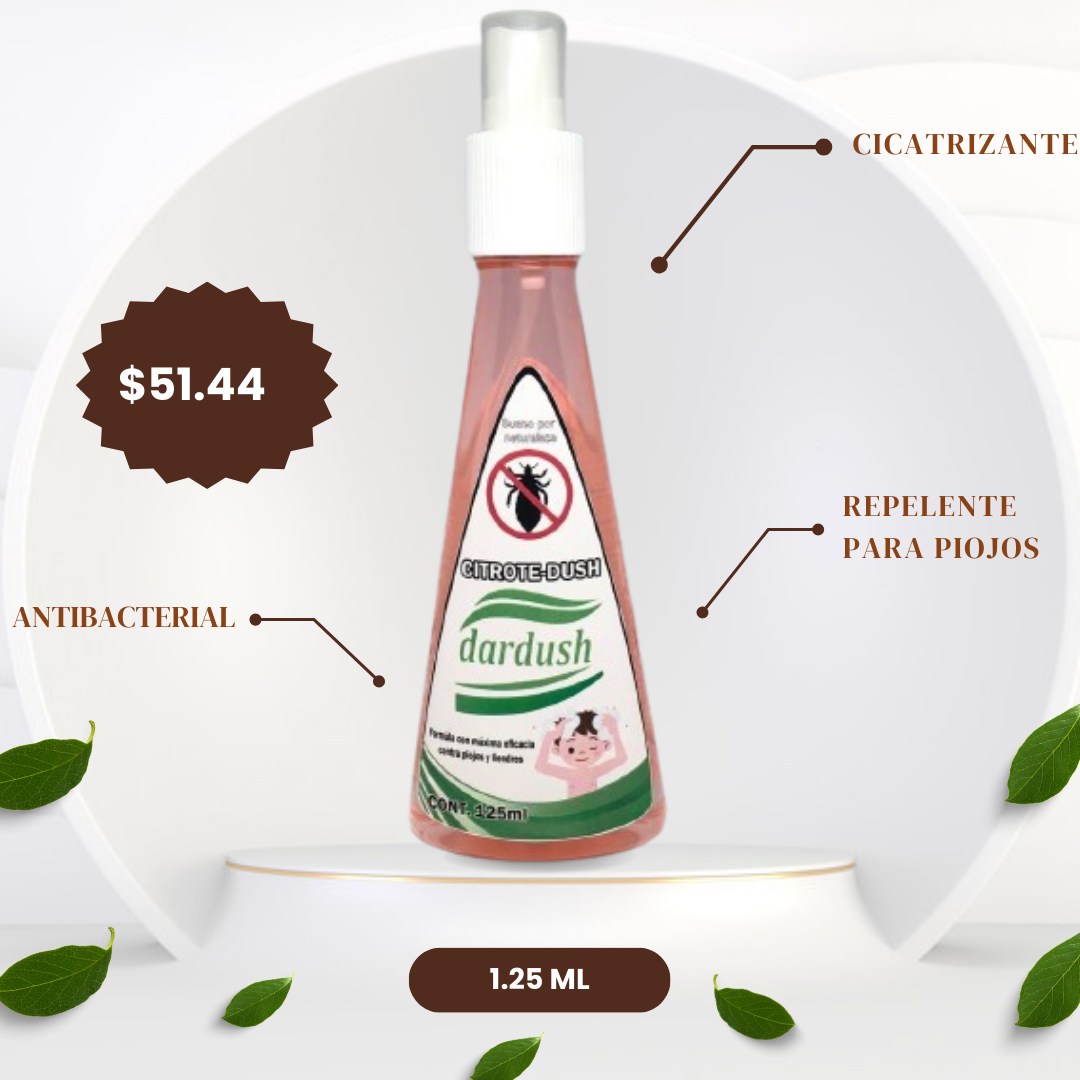 CICATRIZANTE
$51.44
Bueno por
naturaleza
CITROTE-DUSH
REPELENTE
PARA PIOJOS
ANTIBACTERIAL
dardush
Formula con máxima eficacia
contra piojos y liendres
CONT. 125ml
1.25 ML